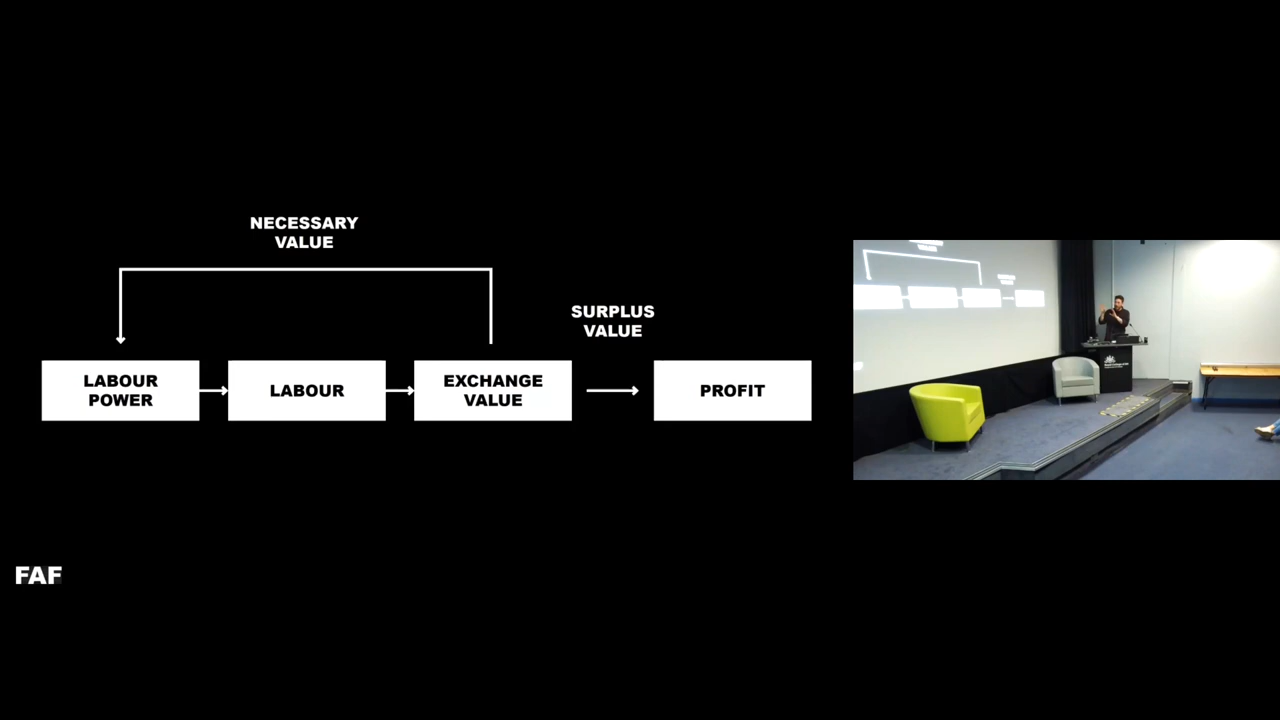 NECESSARY
VALUE
SURPLUS
VALUE
LABOUR
POWER
LABOUR
EXCHANGE
VALUE
PROFIT
FAF